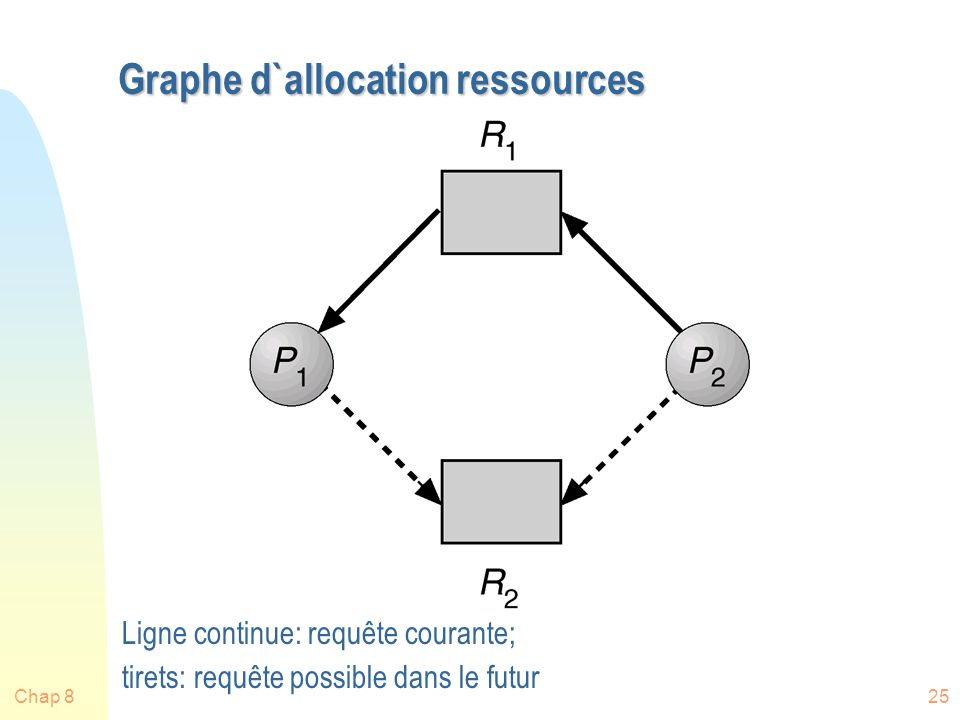 Graphe d`allocation ressources
R1
P1
P2
R2
Ligne continue: requête courante;
tirets: requête possible dans le futur
Chap 8
25